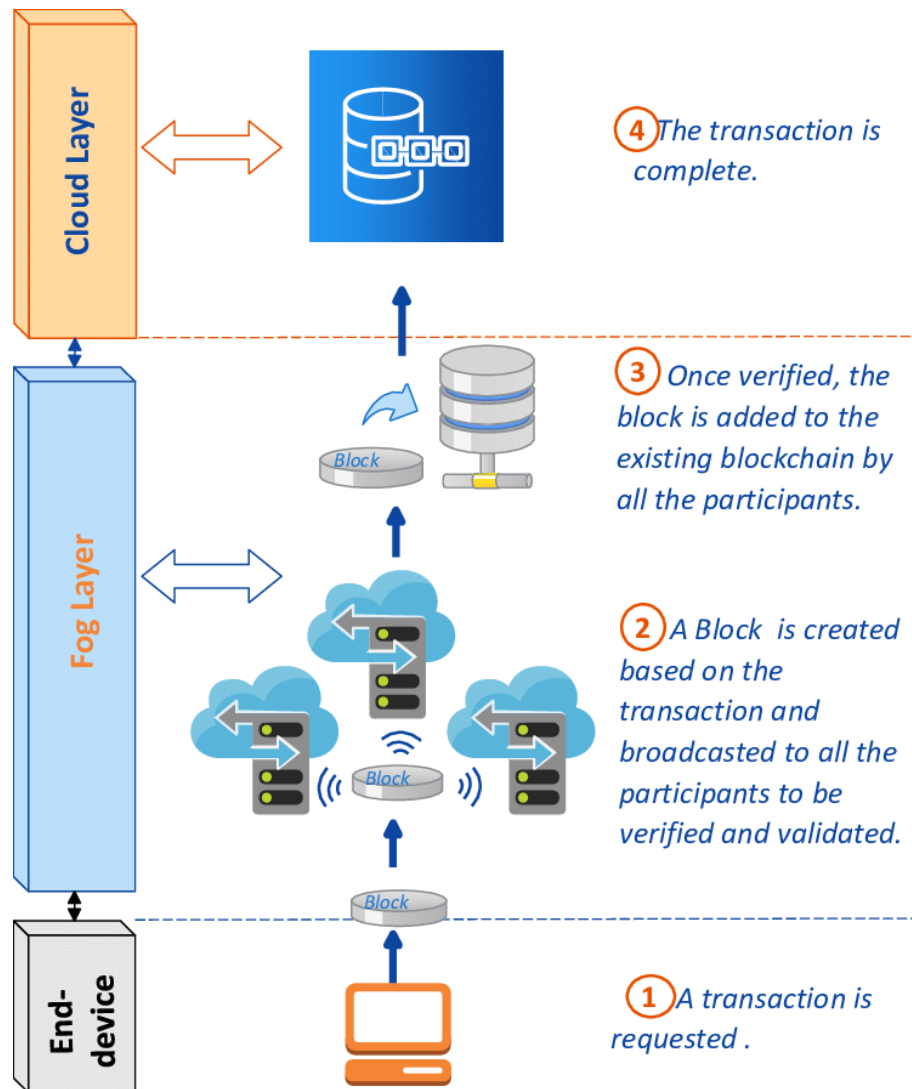 Cloud Layer
4 The transaction is
complete.
3 Once verified, the
block is added to the
existing blockchain by
all the participants.
Block
Fog Layer
2 A Block is created
based on the
transaction and
broadcasted to all the
participants to be
verified and validated.
Block
Block
End-
device
1 A transaction is
requested .